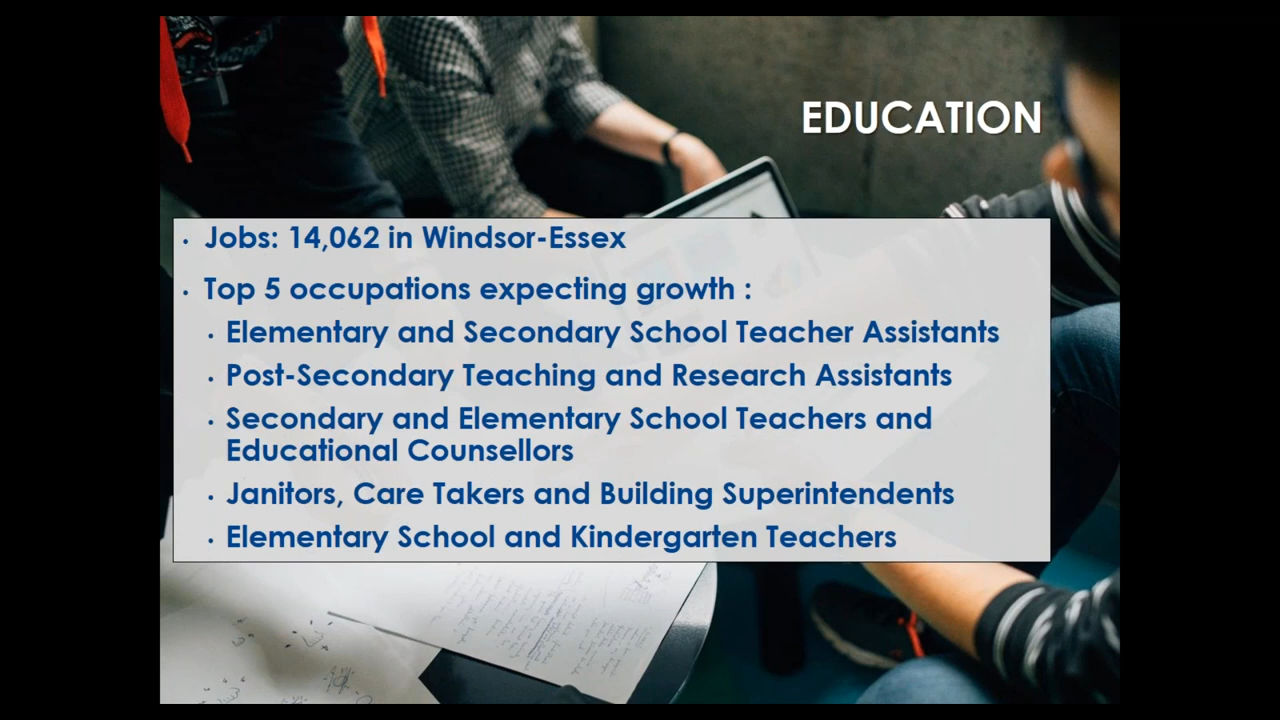 EDUCATION
· Jobs: 14,062 in Windsor-Essex
· Top 5 occupations expecting growth :
· Elementary and Secondary School Teacher Assistants
· Post-Secondary Teaching and Research Assistants
· Secondary and Elementary School Teachers and
Educational Counsellors
· Janitors, Care Takers and Building Superintendents
· Elementary School and Kindergarten Teachers